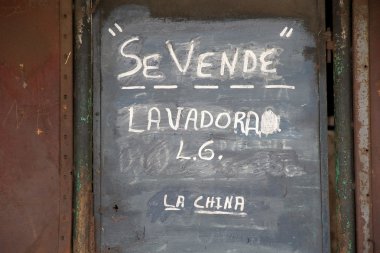 "SE VENDE"
LAVADORA
L.G.
LA CHINA